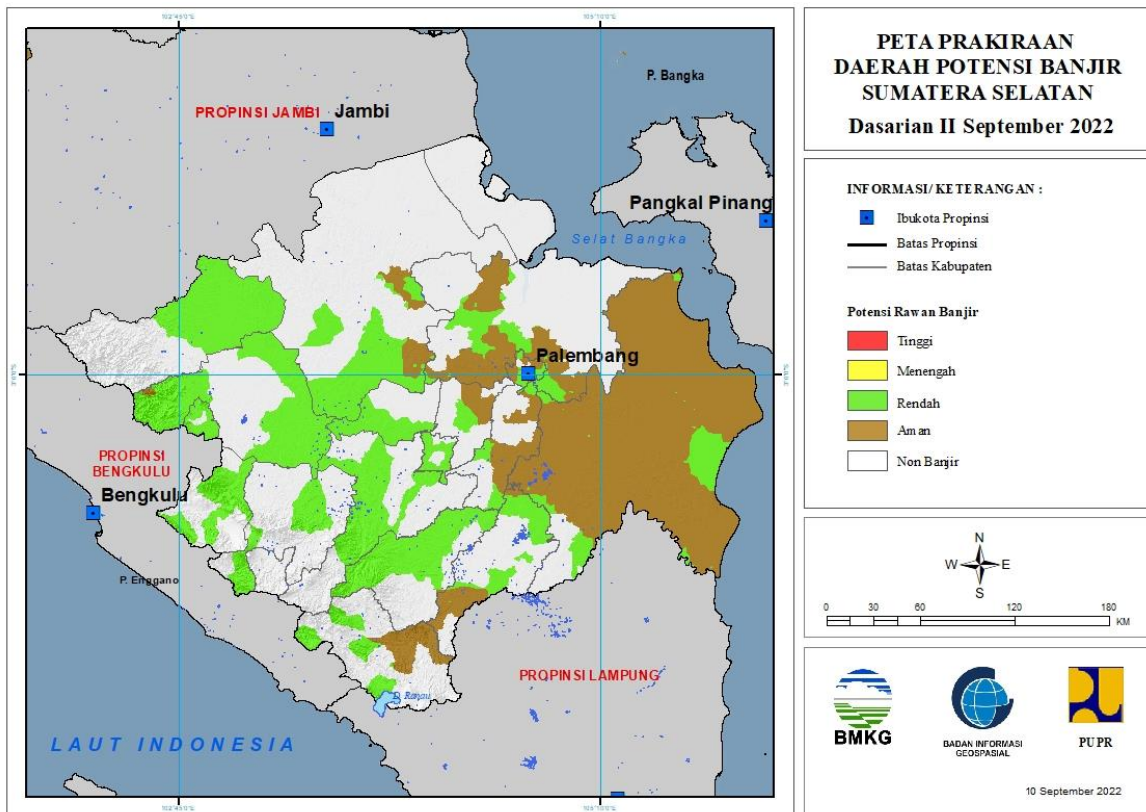 PETA PRAKIRAAN
DAERAH POTENSI BANJIR
SUMATERA SELATAN
Dasarian II September 2022
INFORMASI/ KETERANGAN :
Ibukota Propinsi
Batas Propinsi
Batas Kabupaten
Potensi Rawan Banjir
Tinggi
Menengah
Rendah
Aman
Non Banjir
N
W E
S
0 30 60 120 180
KM
BMKG
BADAN INFORMASI
GEOSPASIAL
PUPR
10 September 2022
P. Bangka
PROPINSI JAMBI
Jambi
Pangkal Pinang
Selat Bangka
Palembang
PROPINSI
BENGKULU
Bengkulu
P. Enggano
PROPINSI LAMPUNG
D. Ranau
LAUT INDONESIA